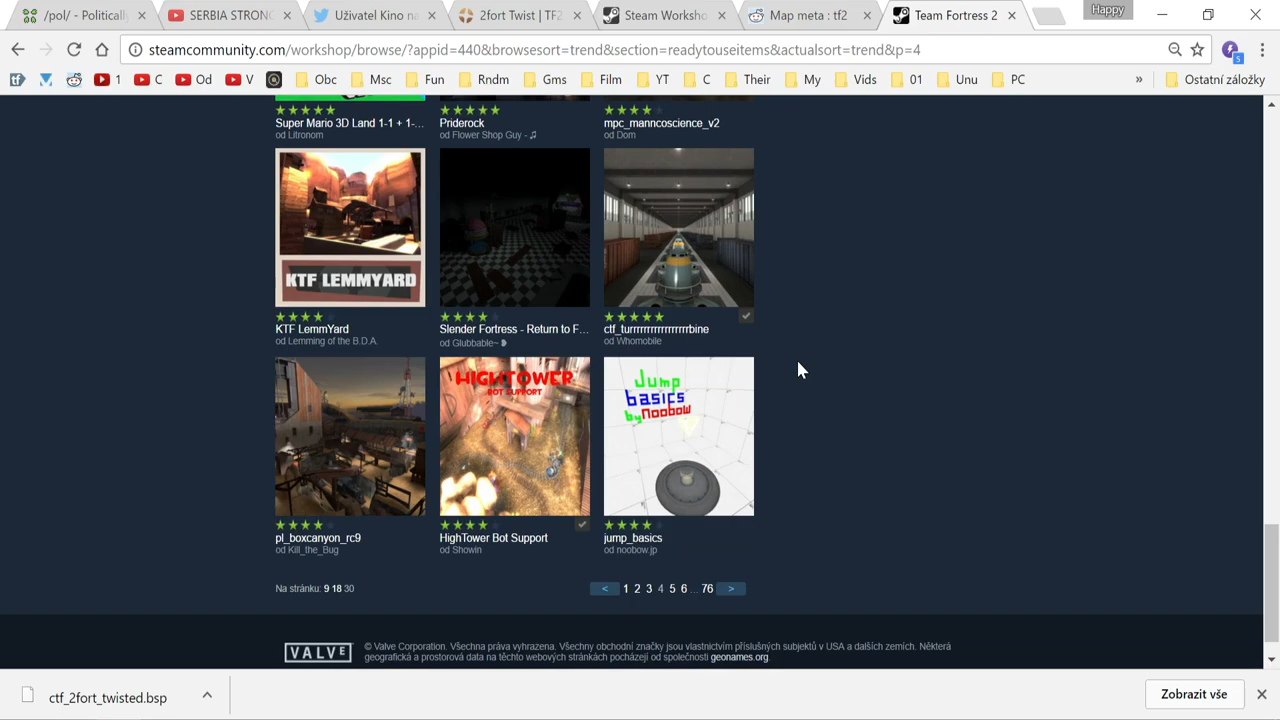 /pol/ - Politically
SERBIA STRONG
Uživatel Kino na
2fort Twist | TF2
Steam Worksho
Map meta : tf2
Team Fortress 2
Happy
steamcommunity.com/workshop/browse/?appid=440&browsesort=trend&section=readytouseitems&actualsort=trend&p=4
5
tf 1 C Od V Obc Msc Fun Rndm Gms Film YT C Their My Vids 01 Unu PC » Ostatní záložky
Super Mario 3D Land 1-1 + 1-...
od Litronom
Priderock
od Flower Shop Guy - ♫
mpc_manncoscience_v2
od Dom
KTF LEMMYARD
KTF LemmYard
od Lemming of the B.D.A.
Slender Fortress - Return to F...
od Glubbable~
ctf_turrrrrrrrrrrrrrrrrbine
od Whomobile
HIGHTOWER
BOT SUPPORT
Jump
basics
by Noobow
pl_boxcanyon_rc9
od Kill_the_Bug
HighTower Bot Support
od Showin
jump_basics
od noobow.jp
Na stránku: 9 18 30
< 1 2 3 4 5 6 ... 76 >
VALVE
© Valve Corporation. Všechna práva vyhrazena. Všechny obchodní značky jsou vlastnictvím příslušných subjektů v USA a dalších zemích. Některá
geografická a prostorová data na těchto webových stránkách pocházejí od společnosti geonames.org.
ctf_2fort_twisted.bsp
Zobrazit vše